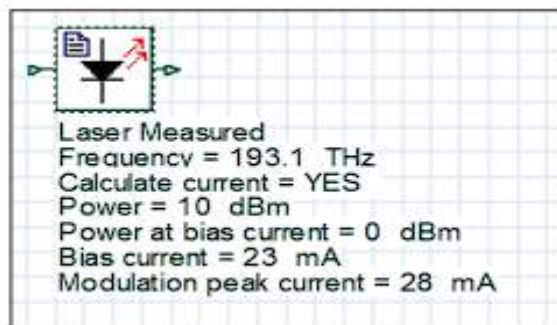 Laser Measured
Frequency = 193.1 THz
Calculate current = YES
Power = 10 dBm
Power at bias current = 0 dBm
Bias current = 23 mA
Modulation peak current = 28 mA